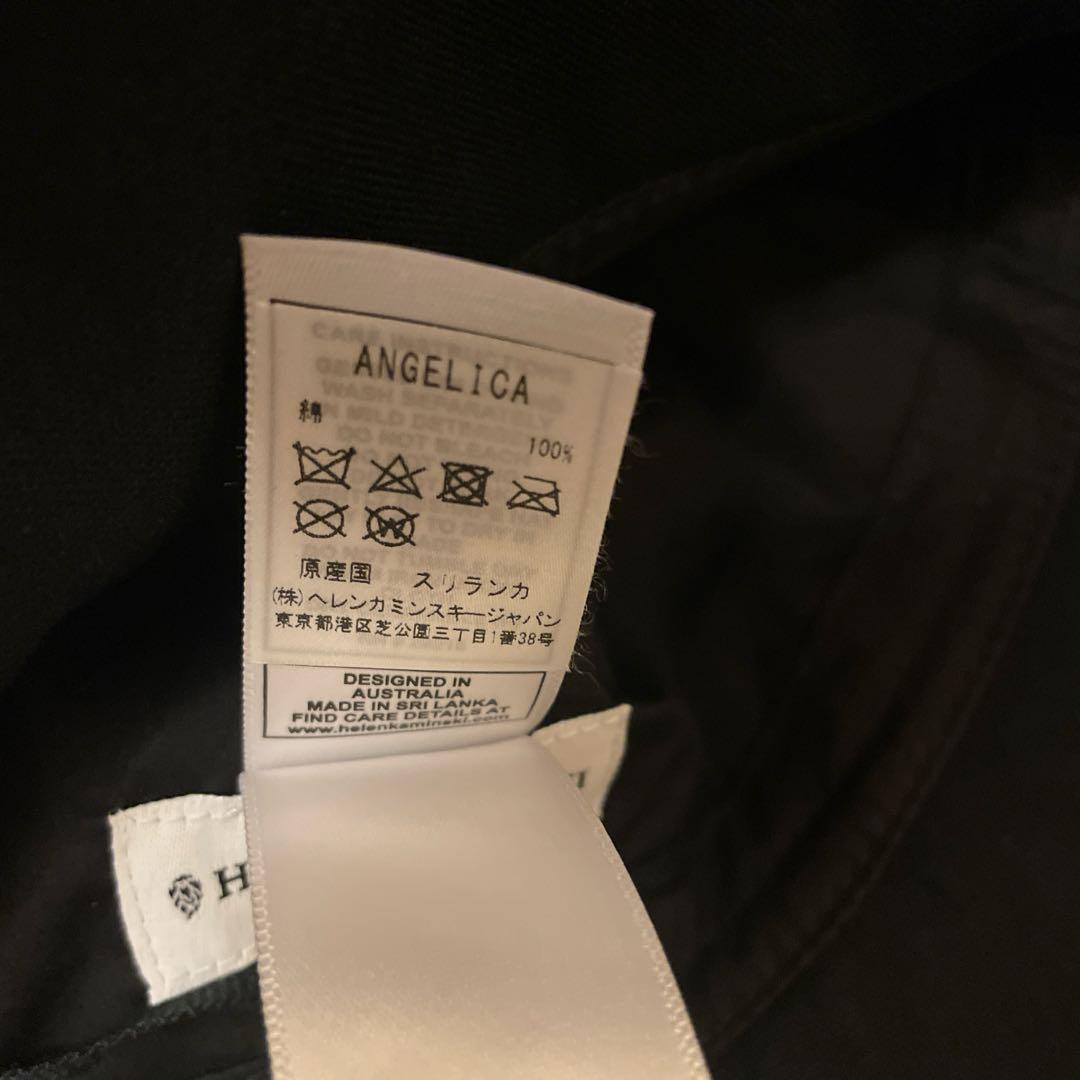 ANGELICA
綿
100%
W
原産国 スリランカ
(株)ヘレンカミンスキージャパン
東京都港区芝公園三丁目1番38号
DESIGNED IN
AUSTRALIA
MADE IN SRI LANKA
FIND CARE DETAILS AT
www.helenkaminski.com
H